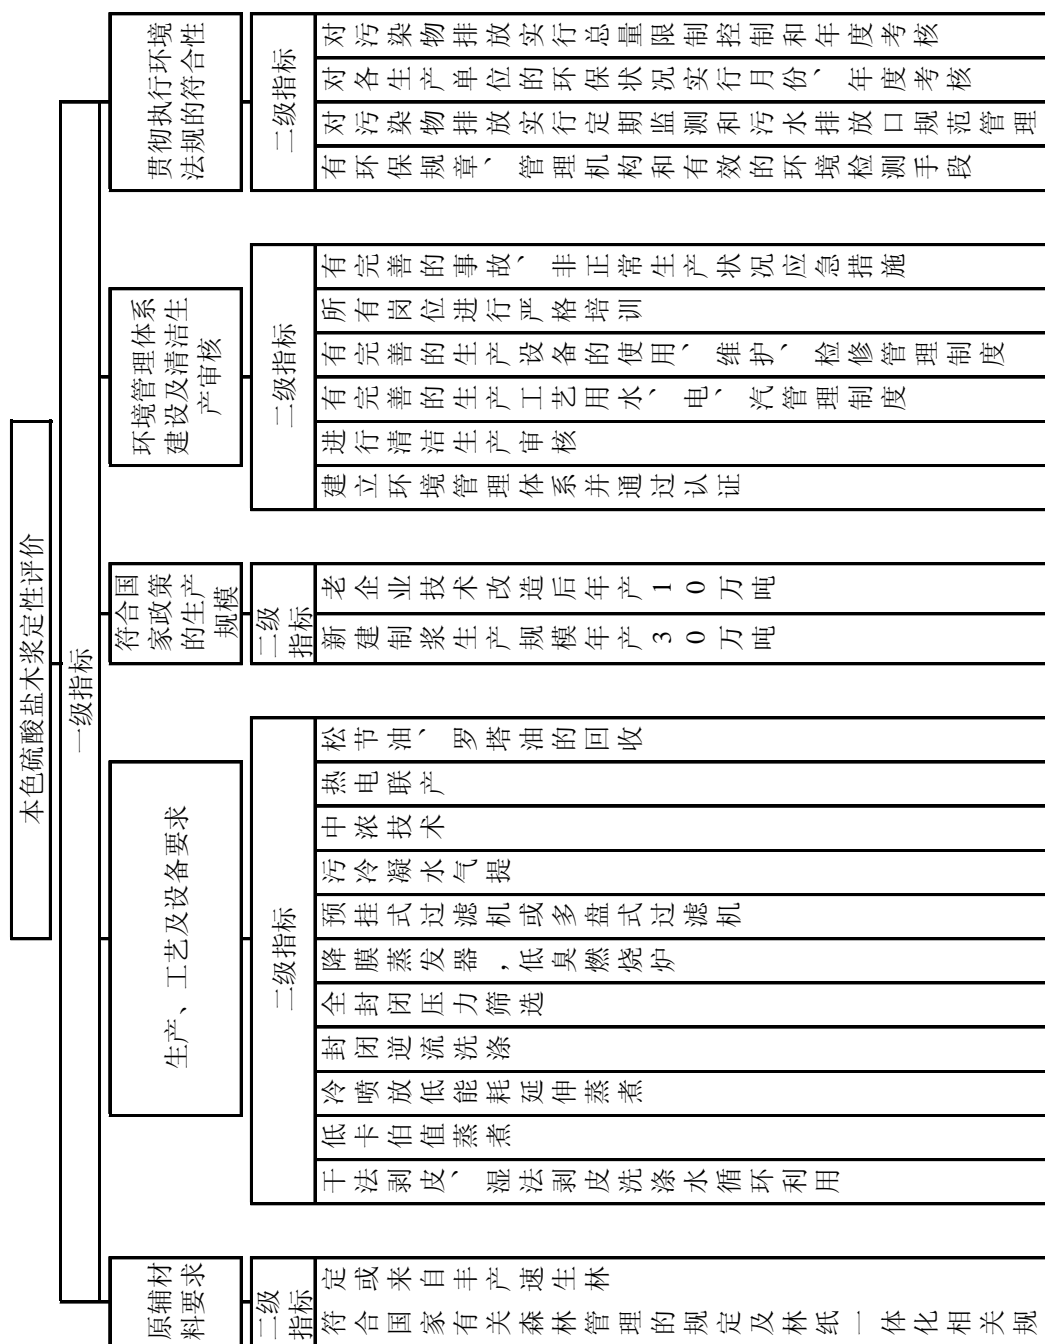 本色硫酸盐木浆定性评价
一级指标
原辅材
料要求
二级
指标
符合国家有关森林管理的规定及林纸一体化相关规
定或来自丰产速生林
生产、工艺及设备要求
二级指标
干法剥皮、湿法剥皮洗涤水循环利用
低卡伯值蒸煮
冷喷放低能耗延伸蒸煮
封闭逆流洗涤
全封闭压力筛选
降膜蒸发器，低臭燃烧炉
预挂式过滤机或多盘式过滤机
污冷凝水气提
中浓技术
热电联产
松节油、罗塔油的回收
符合国
家政策
的生产
规模
二级
指标
新建制浆生产规模年产30万吨
老企业技术改造后年产10万吨
环境管理体系
建设及清洁生
产审核
二级指标
建立环境管理体系并通过认证
进行清洁生产审核
有完善的生产工艺用水、电、汽管理制度
有完善的生产设备的使用、维护、检修管理制度
所有岗位进行严格培训
有完善的事故、非正常生产状况应急措施
贯彻执行环境
法规的符合性
二级指标
有环保规章、管理机构和有效的环境检测手段
对污染物排放实行定期监测和污水排放口规范管理
对各生产单位的环保状况实行月份、年度考核
对污染物排放实行总量限制控制和年度考核